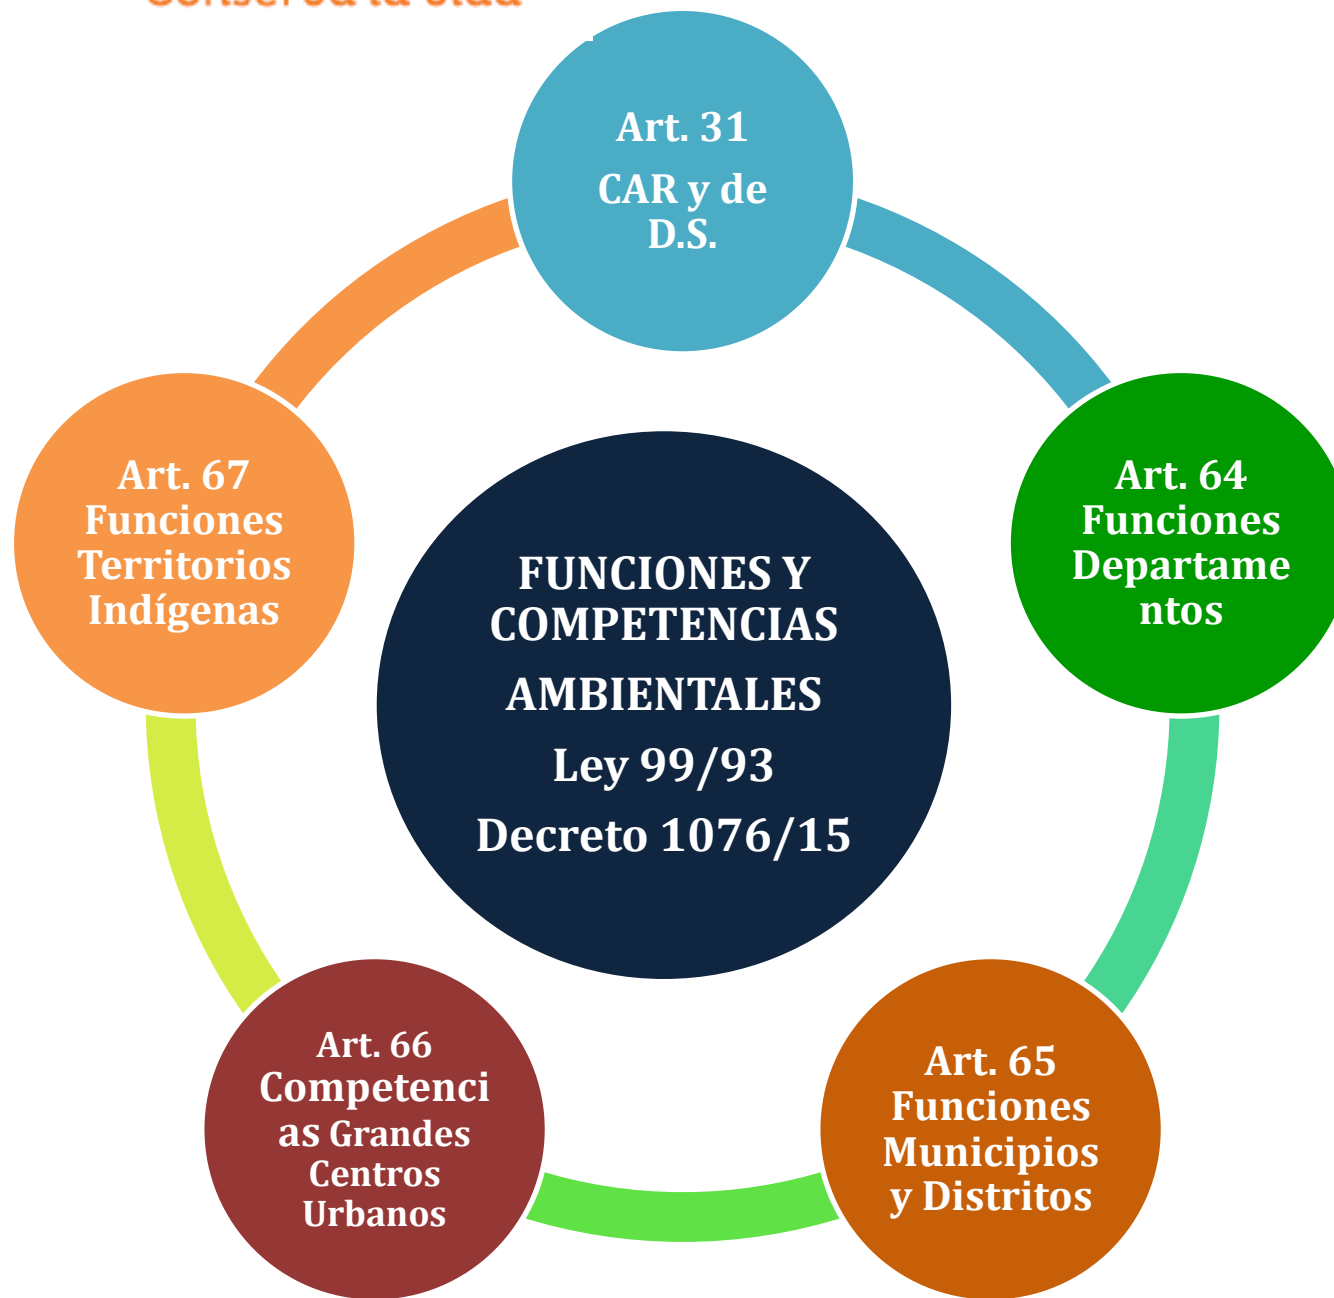 Art. 31
CAR y de
D.S.
Art. 67
Funciones
Territorios
Indígenas
Art. 64
Funciones
Departame
ntos
FUNCIONES Y
COMPETENCIAS
AMBIENTALES
Ley 99/93
Decreto 1076/15
Art. 66
Competenci
as Grandes
Centros
Urbanos
Art. 65
Funciones
Municipios
y Distritos